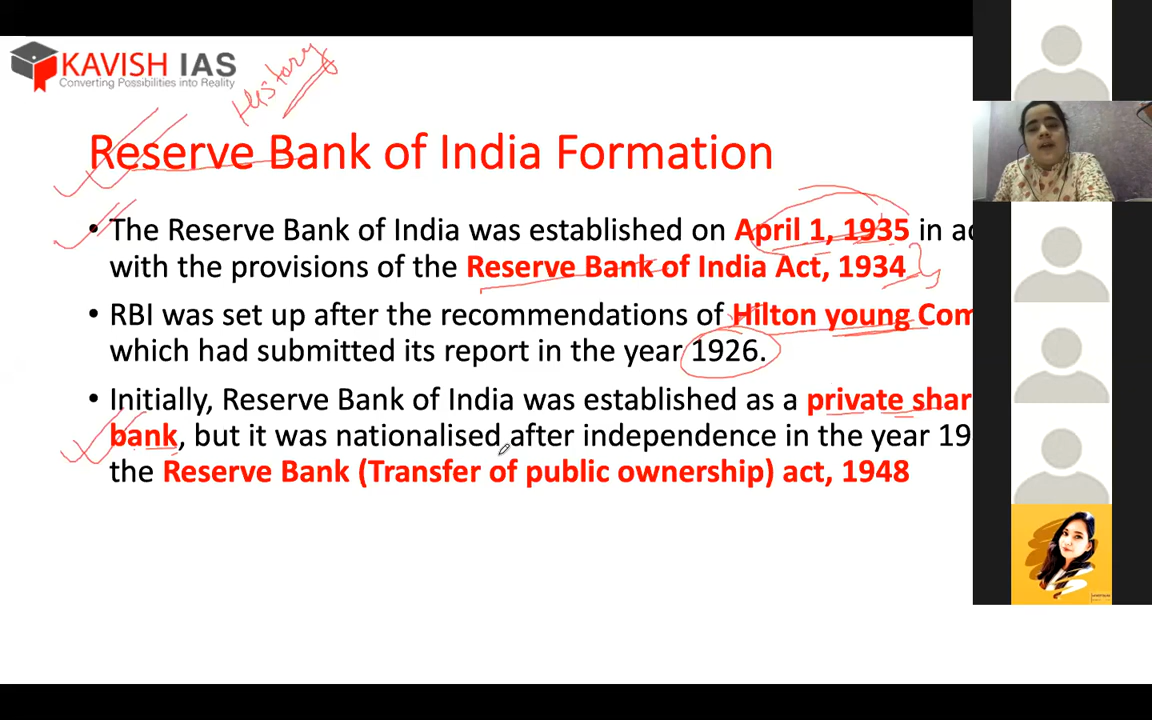 KAVISH IAS
Converting Possibilities into Reality
History
Reserve Bank of India Formation
• The Reserve Bank of India was established on April 1, 1935 in
with the provisions of the Reserve Bank of India Act, 1934
• RBI was set up after the recommendations of Hilton young
which had submitted its report in the year 1926.
• Initially, Reserve Bank of India was established as a private
bank, but it was nationalised after independence in the year
the Reserve Bank (Transfer of public ownership) act, 1948